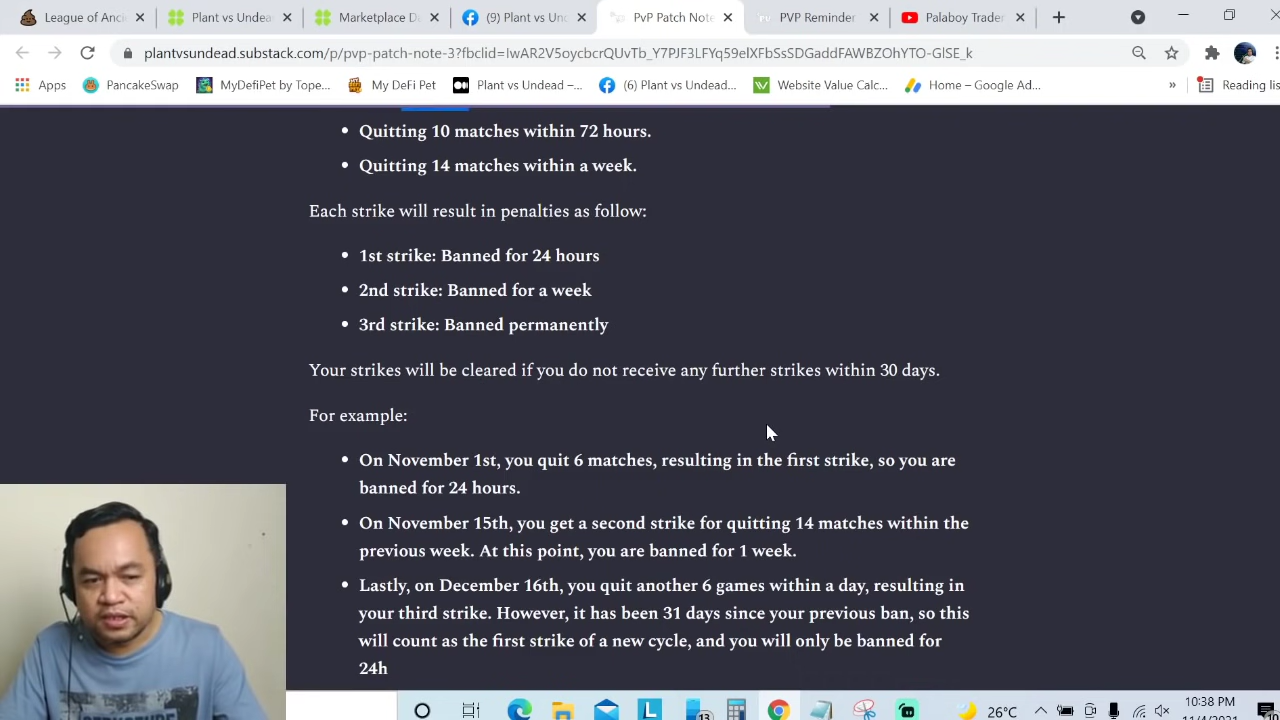 League of Ancie
Plant vs Undea
Marketplace D
(9) Plant vs Und
PvP Patch Note
PVP Reminder
Palaboy Trader
plantvsundead.substack.com/p/pvp-patch-note-3?fbclid=IwAR2V5oycbcrQUvTb_Y7PJF3LFYq59elXFbSsSDGaddFAWBZOhYTO-GlSE_k
Apps
PancakeSwap
MyDefiPet by Tope...
My DeFi Pet
Plant vs Undead –...
(6) Plant vs Undead...
Website Value Calc...
Home – Google Ad...
»
Reading list
• Quitting 10 matches within 72 hours.
• Quitting 14 matches within a week.
Each strike will result in penalties as follow:
• 1st strike: Banned for 24 hours
• 2nd strike: Banned for a week
• 3rd strike: Banned permanently
Your strikes will be cleared if you do not receive any further strikes within 30 days.
For example:
• On November 1st, you quit 6 matches, resulting in the first strike, so you are
banned for 24 hours.
• On November 15th, you get a second strike for quitting 14 matches within the
previous week. At this point, you are banned for 1 week.
• Lastly, on December 16th, you quit another 6 games within a day, resulting in
your third strike. However, it has been 31 days since your previous ban, so this
will count as the first strike of a new cycle, and you will only be banned for
24h
26°C
10:38 PM